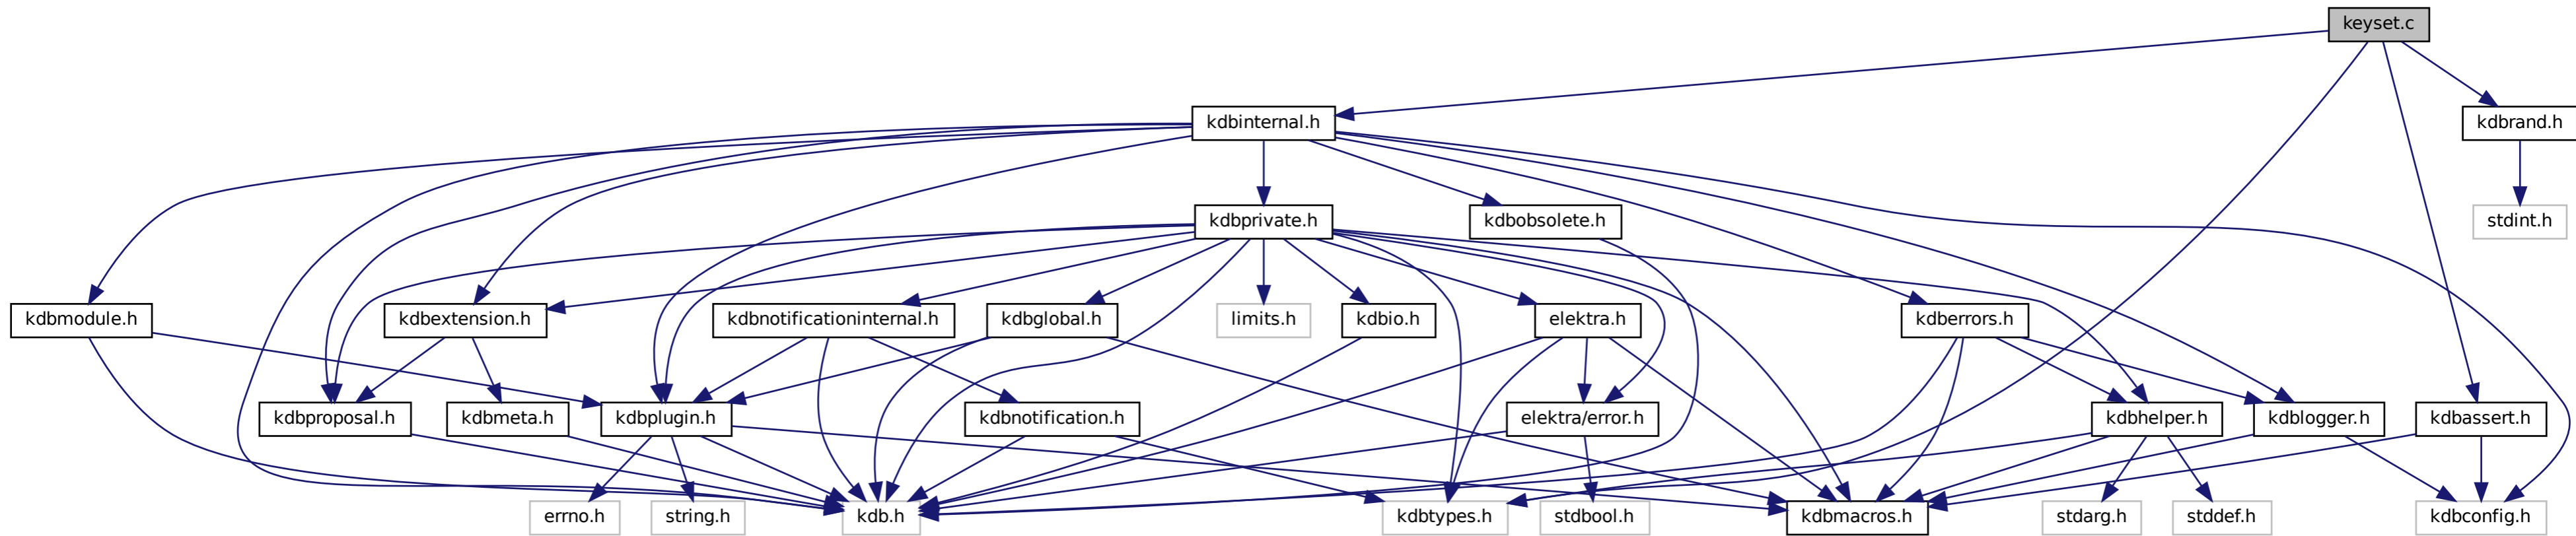 keyset.c
kdbinternal.h
kdbrand.h
kdbprivate.h
kdbobsolete.h
stdint.h
kdbmodule.h
kdbextension.h
kdbnotificationinternal.h
kdbglobal.h
limits.h
kdbio.h
elektra.h
kdberrors.h
kdbproposal.h
kdbmeta.h
kdbplugin.h
kdbnotification.h
elektra/error.h
kdbhelper.h
kdblogger.h
kdbassert.h
errno.h
string.h
kdb.h
kdbtypes.h
stdbool.h
kdbmacros.h
stdarg.h
stddef.h
kdbconfig.h